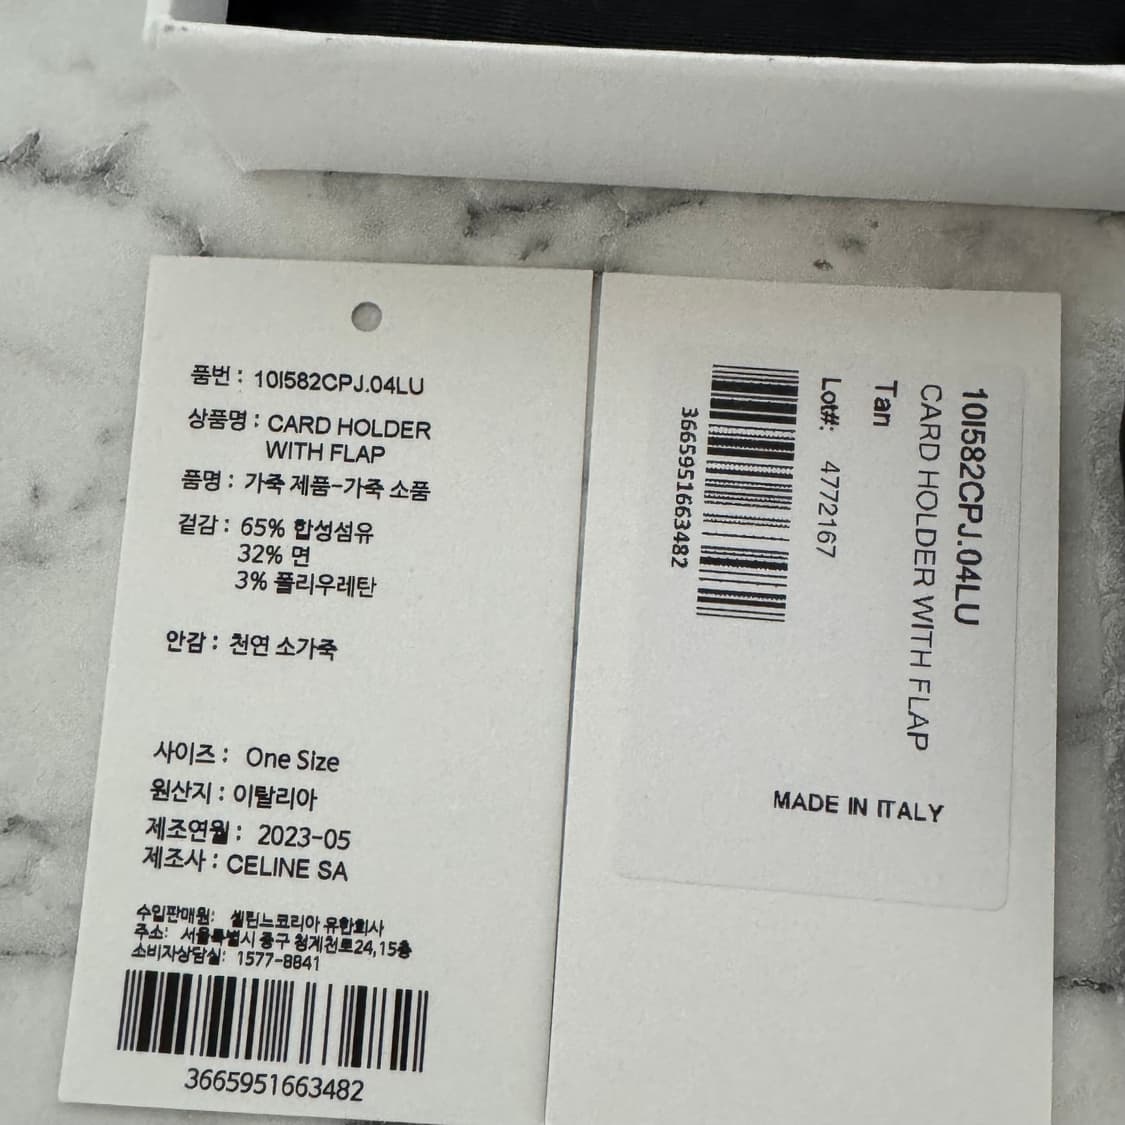 품번 : 10I582CPJ.04LU
상품명 : CARD HOLDER
WITH FLAP
품명 : 가죽 제품-가죽 소품
겉감 : 65% 합성섬유
32% 면
3% 폴리우레탄
안감 : 천연 소가죽
사이즈 : One Size
원산지 : 이탈리아
제조연월 : 2023-05
제조사 : CELINE SA
수입판매원: 셀린느코리아 유한회사
주소: 서울특별시 중구 청계천로24,15층
소비자상담실: 1577-8841
3665951663482
10I582CPJ.04LU
CARD HOLDER WITH FLAP
Tan
Lot#: 4772167
3665951663482
MADE IN ITALY